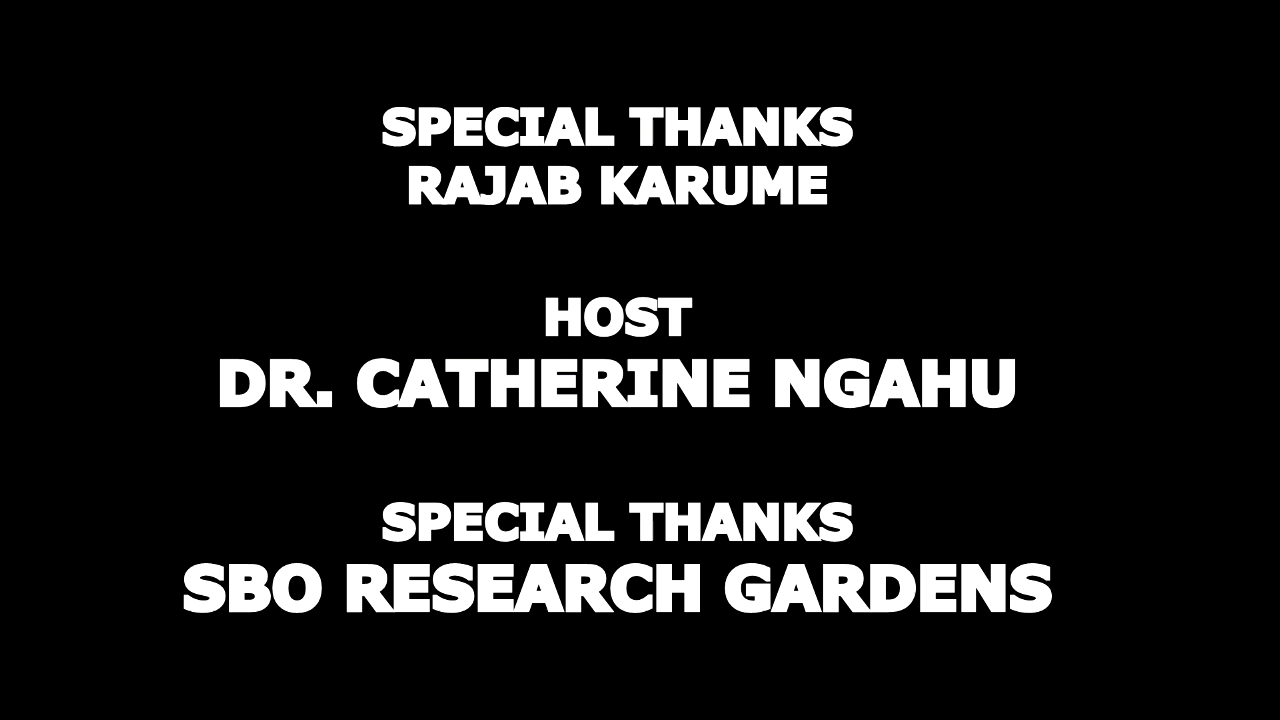 SPECIAL THANKS
RAJAB KARUME
HOST
DR. CATHERINE NGAHU
SPECIAL THANKS
SBO RESEARCH GARDENS